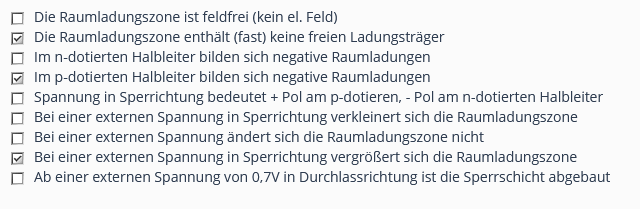 Die Raumladungszone ist feldfrei (kein el. Feld)
Die Raumladungszone enthält (fast) keine freien Ladungsträger
Im n-dotierten Halbleiter bilden sich negative Raumladungen
Im p-dotierten Halbleiter bilden sich negative Raumladungen
Spannung in Sperrichtung bedeutet + Pol am p-dotieren, - Pol am n-dotierten Halbleiter
Bei einer externen Spannung in Sperrichtung verkleinert sich die Raumladungszone
Bei einer externen Spannung in Sperrichtung ändert sich die Raumladungszone nicht
Bei einer externen Spannung in Sperrichtung vergrößert sich die Raumladungszone
Ab einer externen Spannung von 0,7V in Durchlassrichtung ist die Sperrschicht abgebaut